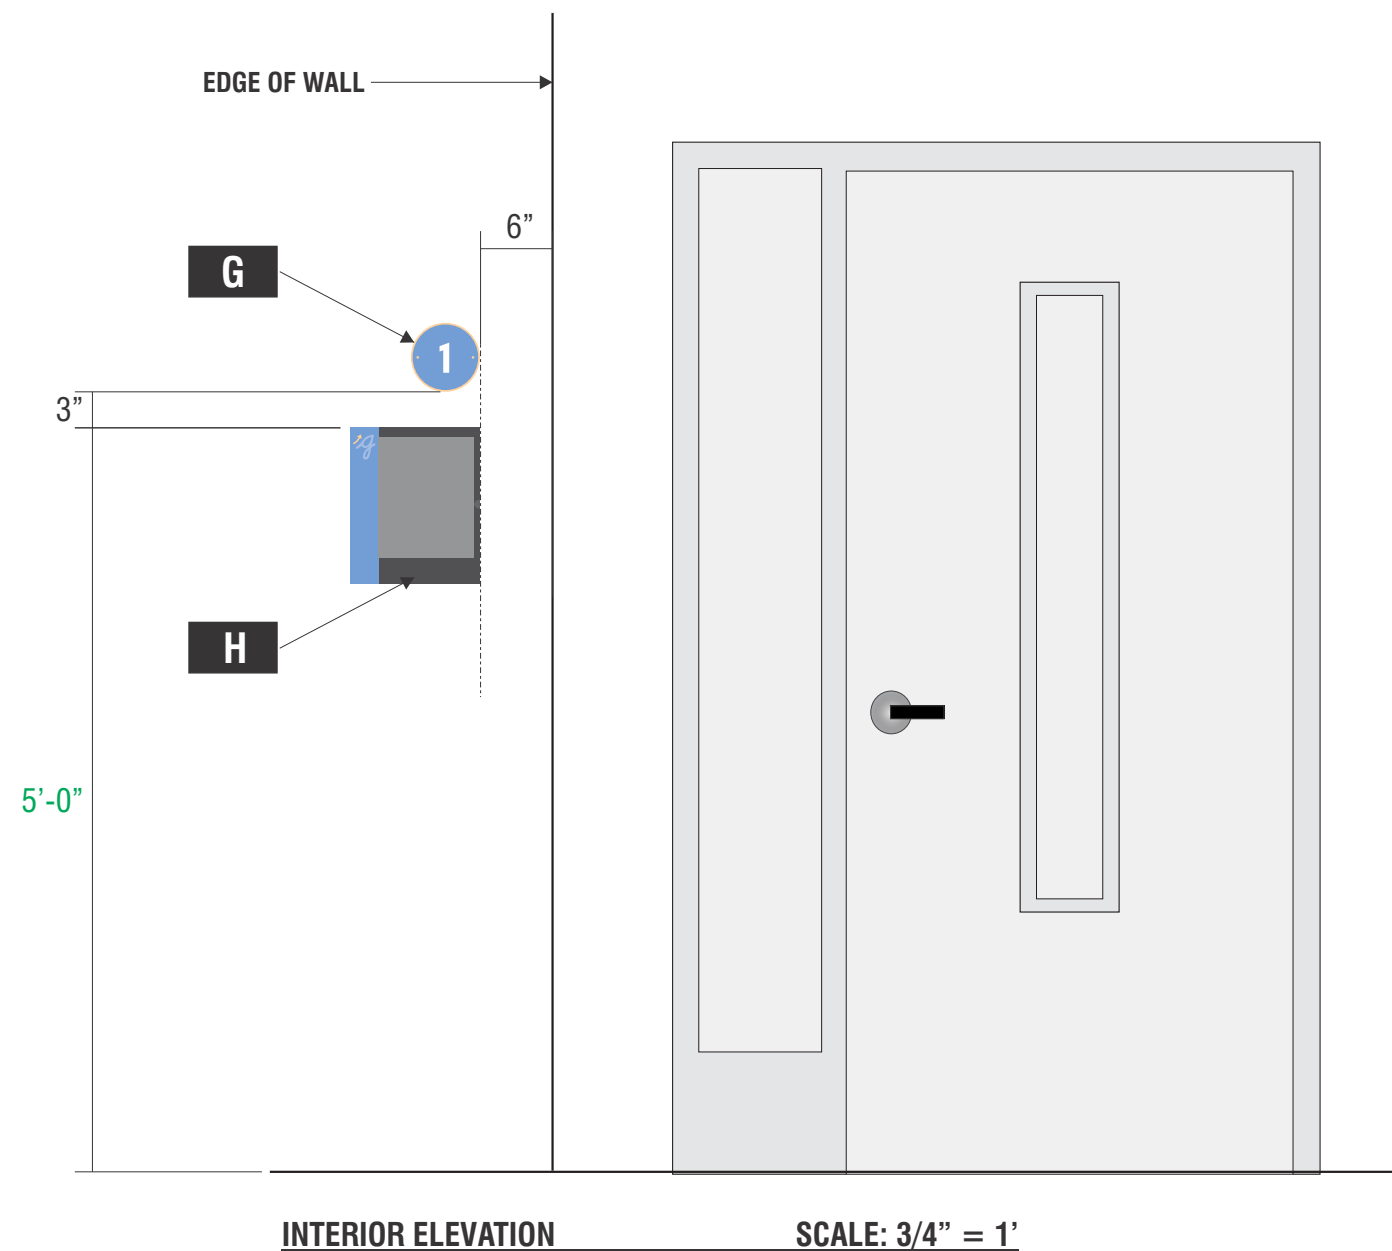 EDGE OF WALL
6”
G
1
3”
g
H
5’-0”
INTERIOR ELEVATION SCALE: 3/4” = 1’